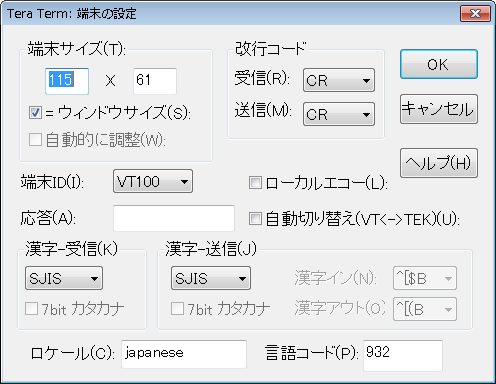 Tera Term: 端末の設定
端末サイズ(T):
115 X 61
= ウィンドウサイズ(S):
自動的に調整(W):
改行コード
受信(R): CR
送信(M): CR
OK
キャンセル
ヘルプ(H)
端末ID(I): VT100
ローカルエコー(L):
応答(A):
自動切り替え(VT<->TEK)(U):
漢字-受信(K)
SJIS
7bit カタカナ
漢字-送信(J)
SJIS
7bit カタカナ
漢字イン(N): ^[$B
漢字アウト(O): ^[(B
ロケール(C): japanese
言語コード(P): 932